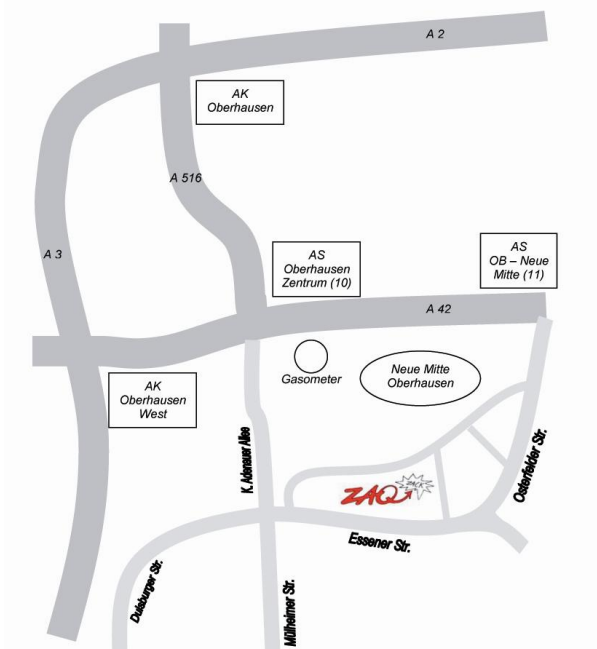 A 2
AK
Oberhausen
A 516
A 3
AS
Oberhausen
Zentrum (10)
AS
OB – Neue
Mitte (11)
A 42
Gasometer
Neue Mitte
Oberhausen
AK
Oberhausen
West
K. Adenauer Allee
Osterfelder Str.
ZAQ
ZACK
Essener Str.
Duisburger Str.
Mülheimer Str.